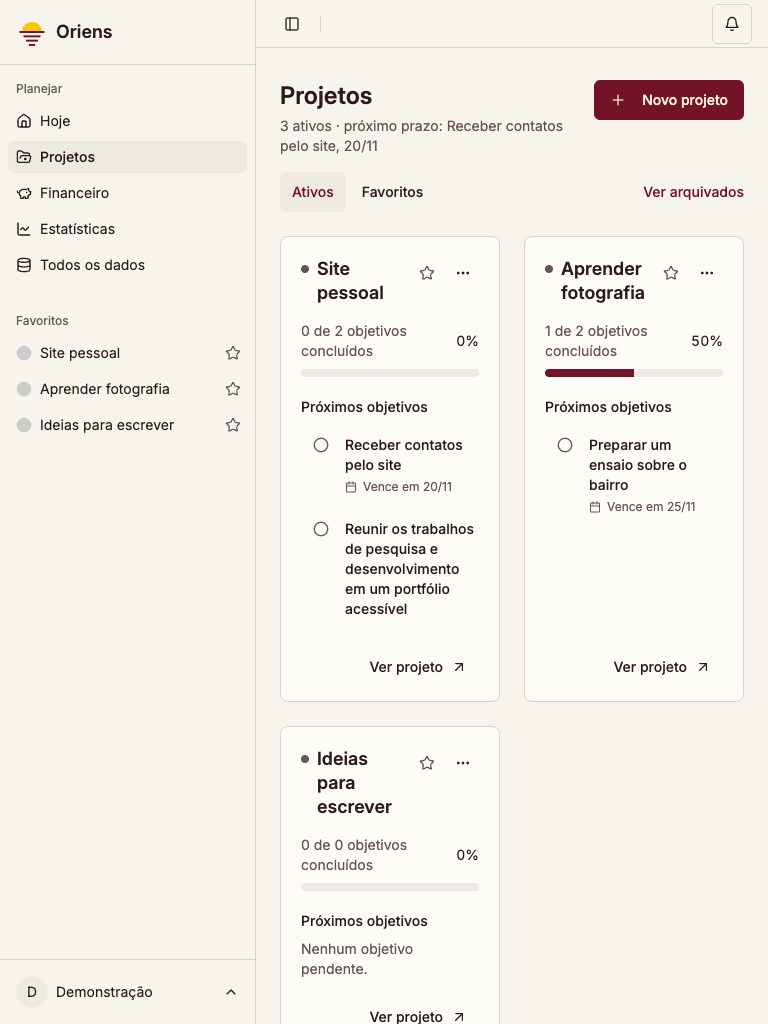 Oriens
Planejar
Hoje
Projetos
Financeiro
Estatísticas
Todos os dados
Favoritos
Site pessoal
Aprender fotografia
Ideias para escrever
D Demonstração
Projetos
3 ativos · próximo prazo: Receber contatos
pelo site, 20/11
Novo projeto
Ativos
Favoritos
Ver arquivados
Site
pessoal
0 de 2 objetivos
concluídos
0%
Próximos objetivos
Receber contatos
pelo site
Vence em 20/11
Reunir os trabalhos
de pesquisa e
desenvolvimento
em um portfólio
acessível
Ver projeto
Aprender
fotografia
1 de 2 objetivos
concluídos
50%
Próximos objetivos
Preparar um
ensaio sobre o
bairro
Vence em 25/11
Ver projeto
Ideias
para
escrever
0 de 0 objetivos
concluídos
0%
Próximos objetivos
Nenhum objetivo
pendente.
Ver projeto